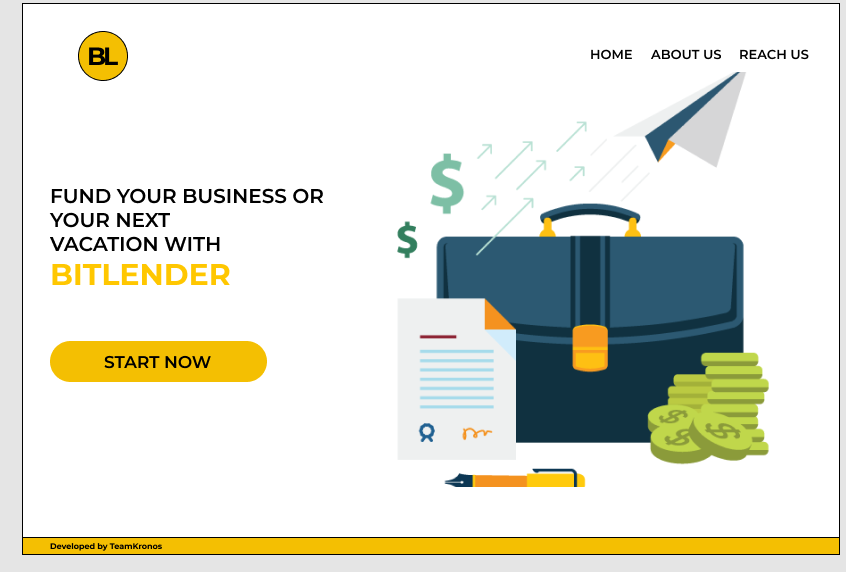 BL
HOME ABOUT US REACH US
$
$
FUND YOUR BUSINESS OR
YOUR NEXT
VACATION WITH
BITLENDER
START NOW
$ $ $
Developed by TeamKronos